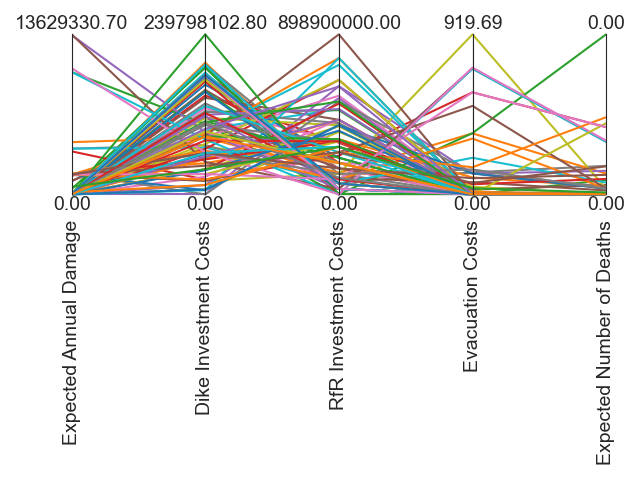 13629330.70 239798102.80 898900000.00 919.69 0.00
0.00 0.00 0.00 0.00 0.00
Expected Annual Damage
Dike Investment Costs
RfR Investment Costs
Evacuation Costs
Expected Number of Deaths